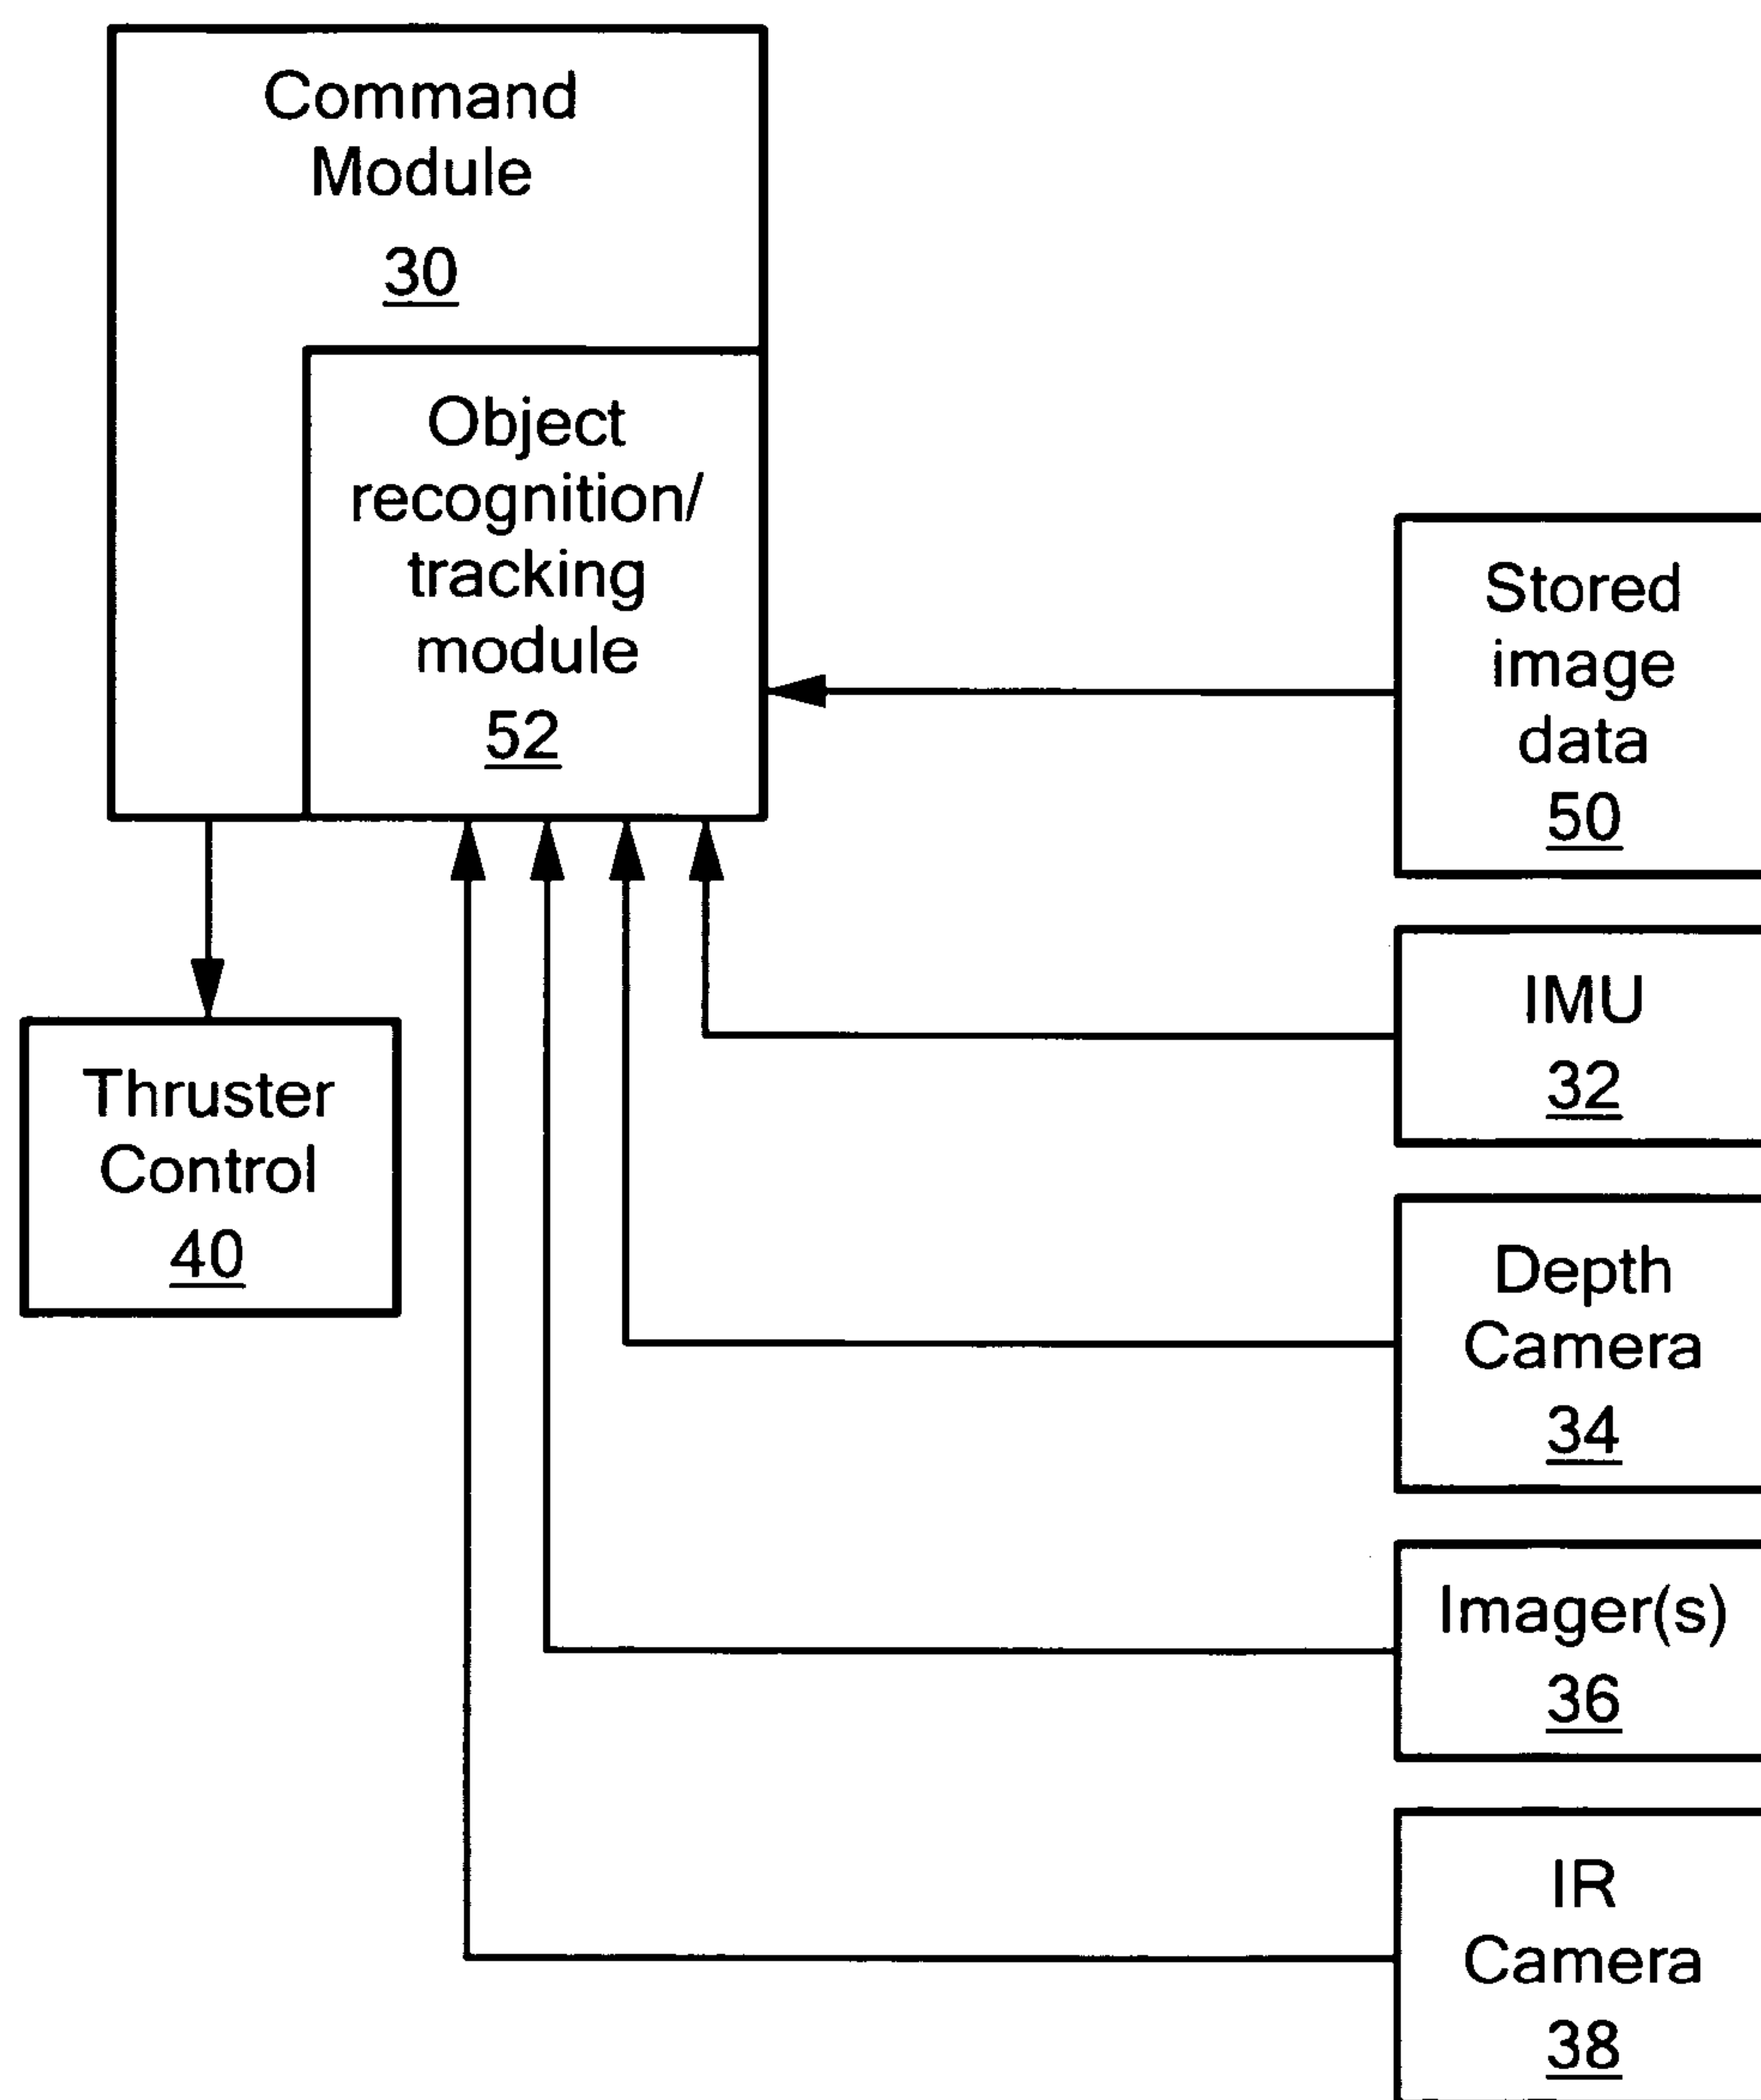 Command
Module
30
Object
recognition/
tracking
module
52
Stored
image
data
50
IMU
32
Thruster
Control
40
Depth
Camera
34
Imager(s)
36
IR
Camera
38